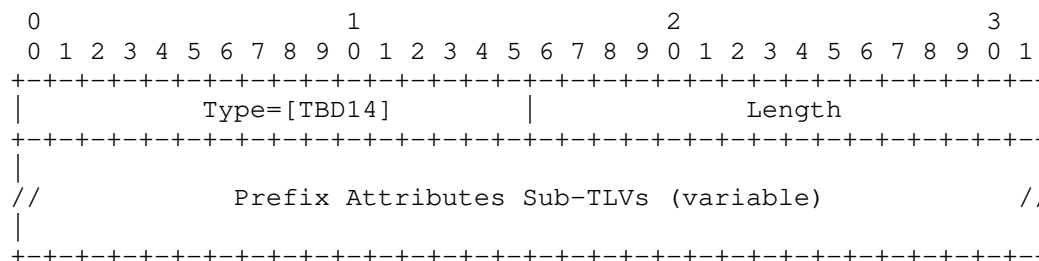 0                   1                   2                   3
0 1 2 3 4 5 6 7 8 9 0 1 2 3 4 5 6 7 8 9 0 1 2 3 4 5 6 7 8 9 0 1
+-+-+-+-+-+-+-+-+-+-+-+-+-+-+-+-+-+-+-+-+-+-+-+-+-+-+-+-+-+-+-+-
|           Type=[TBD14]        |             Length
+-+-+-+-+-+-+-+-+-+-+-+-+-+-+-+-+-+-+-+-+-+-+-+-+-+-+-+-+-+-+-+-
|
//            Prefix Attributes Sub-TLVs (variable)            //
|
+-+-+-+-+-+-+-+-+-+-+-+-+-+-+-+-+-+-+-+-+-+-+-+-+-+-+-+-+-+-+-+-